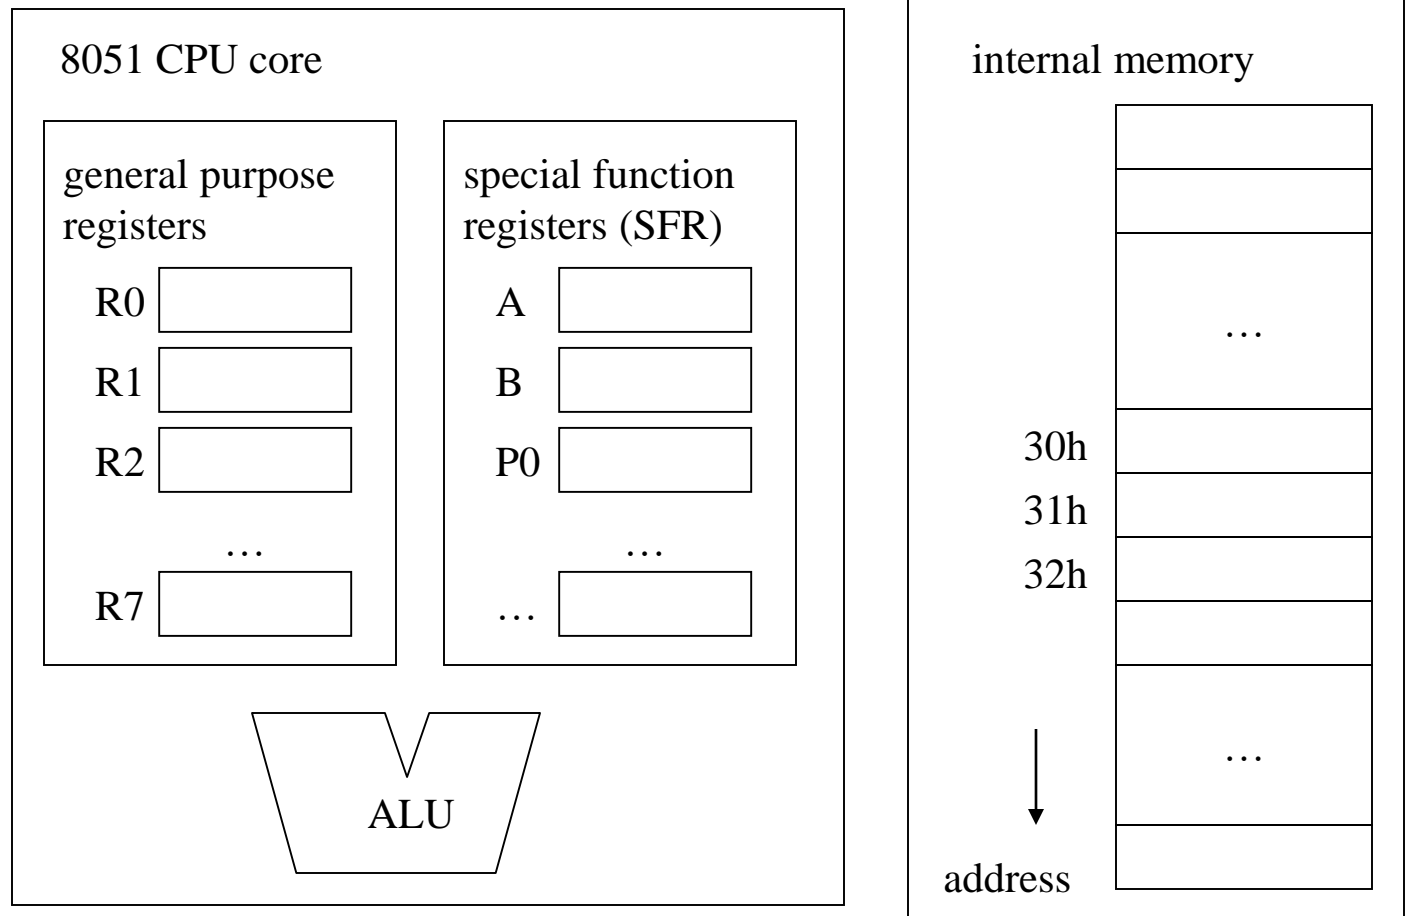 8051 CPU core
general purpose
registers
R0
R1
R2
…
R7
special function
registers (SFR)
A
B
P0
…
…
ALU
internal memory
…
30h
31h
32h
…
address